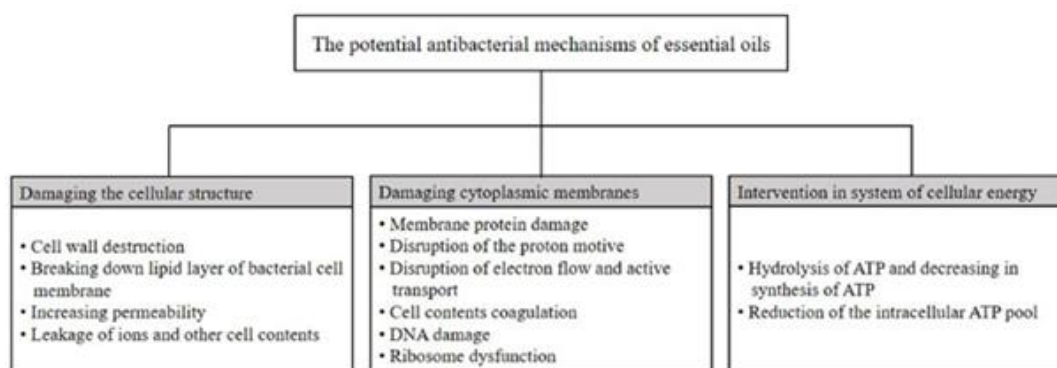 The potential antibacterial mechanisms of essential oils
Damaging the cellular structure
• Cell wall destruction
• Breaking down lipid layer of bacterial cell
membrane
• Increasing permeability
• Leakage of ions and other cell contents
Damaging cytoplasmic membranes
• Membrane protein damage
• Disruption of the proton motive
• Disruption of electron flow and active
transport
• Cell contents coagulation
• DNA damage
• Ribosome dysfunction
Intervention in system of cellular energy
• Hydrolysis of ATP and decreasing in
synthesis of ATP
• Reduction of the intracellular ATP pool